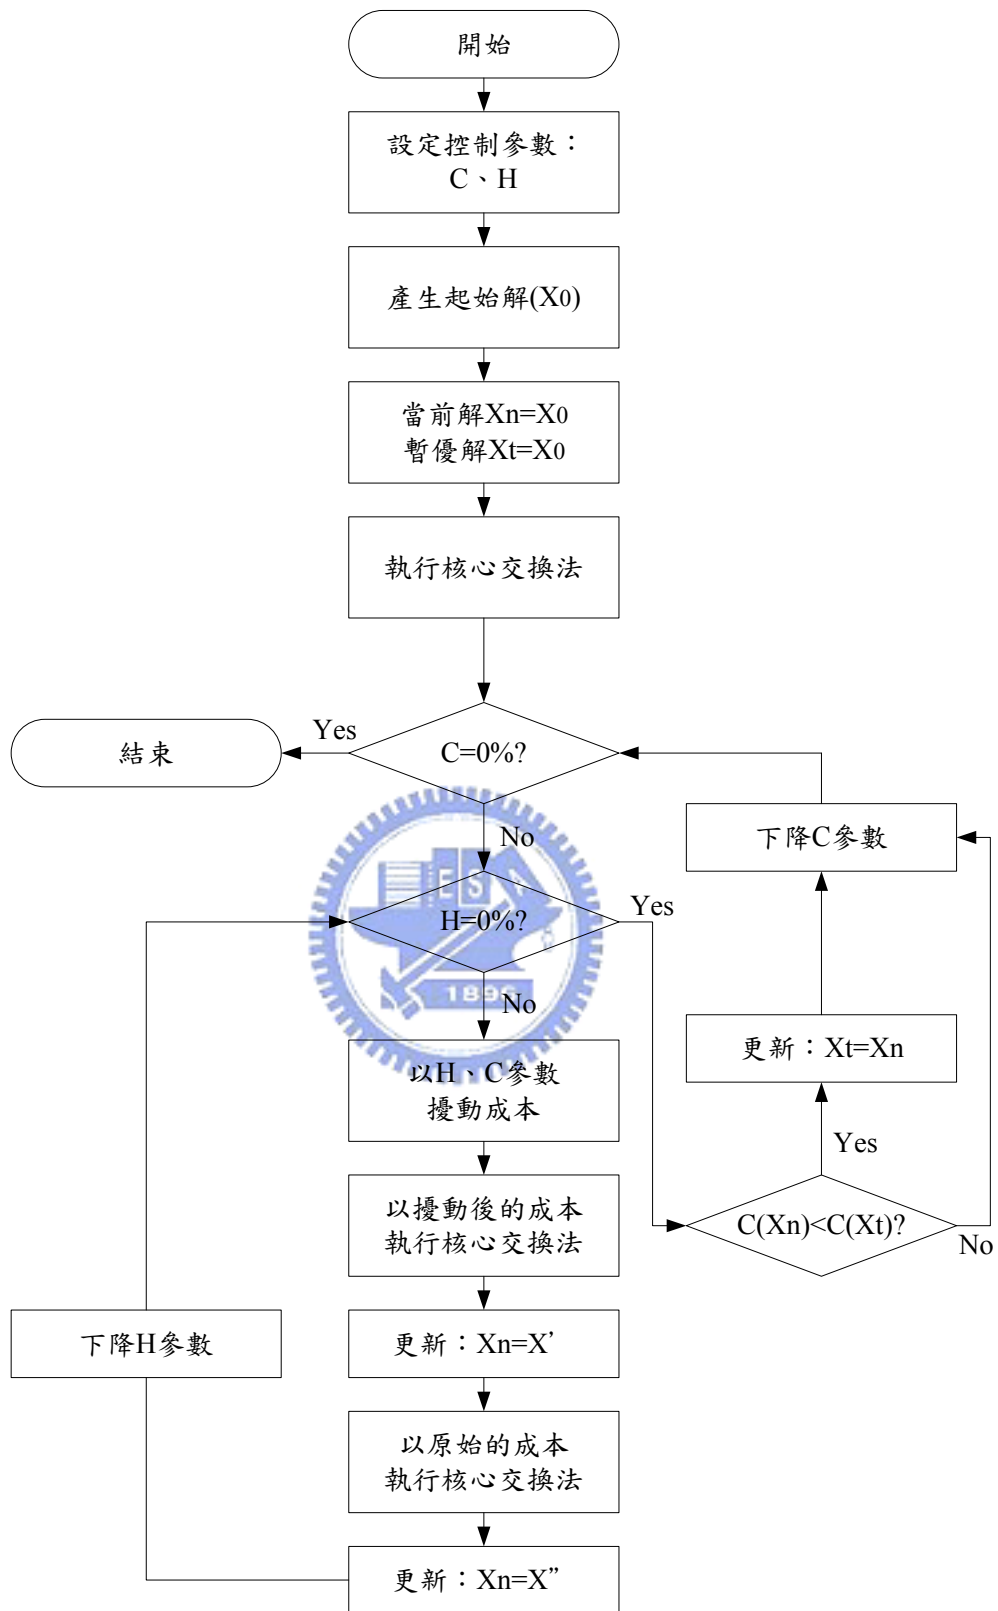 開始
設定控制參數：
C、H
產生起始解(X0)
當前解Xn=X0
暫優解Xt=X0
執行核心交換法
Yes
結束
C=0%?
No
下降C參數
ES
H=0%?
Yes
1896
No
更新：Xt=Xn
以H、C參數
擾動成本
Yes
以擾動後的成本
執行核心交換法
C(Xn)<C(Xt)?
No
下降H參數
更新：Xn=X’
以原始的成本
執行核心交換法
更新：Xn=X”